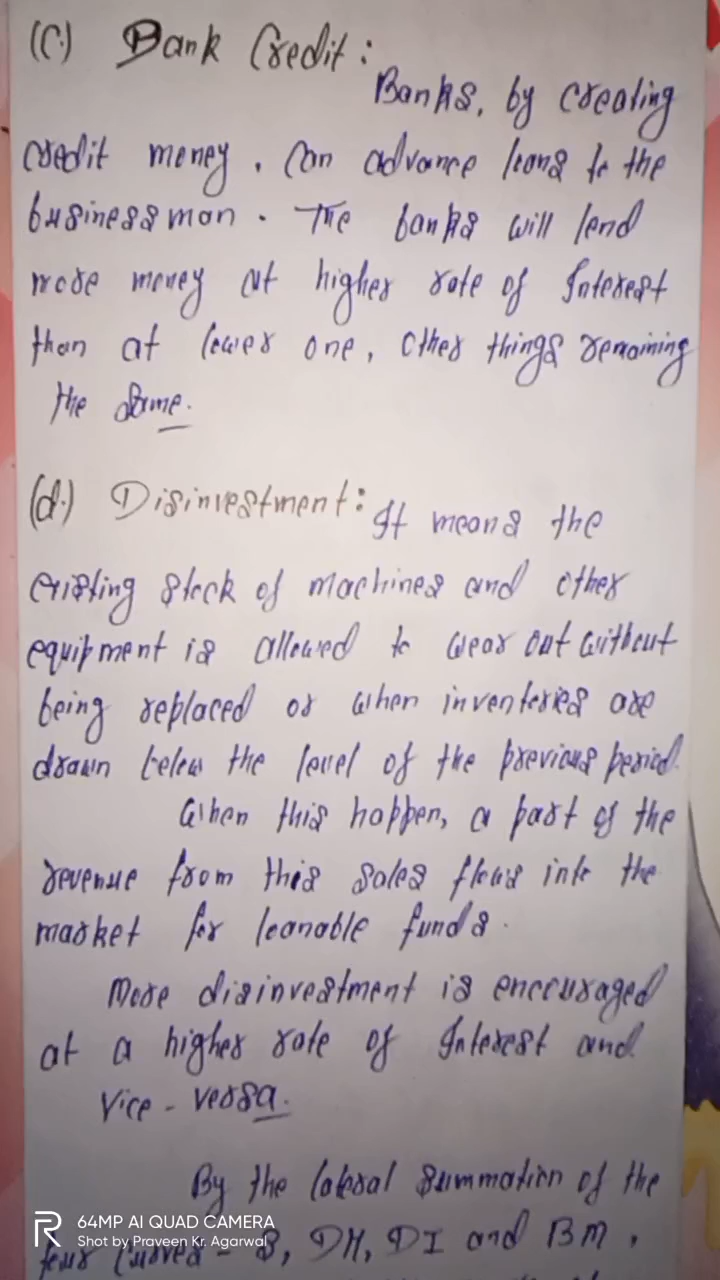 (C.) Bank Credit :
Banks, by creating
credit money, can advance loans to the
businessman. The banks will lend
more money at higher rate of Interest
than at lower one, other things remaining
the same.
(d.) Disinvestment :
It means the
existing stock of machines and other
equipment is allowed to wear out without
being replaced or when inventories are
drawn below the level of the previous period.
When this happen, a part of the
revenue from this sales flows into the
market for loanable funds.
More disinvestment is encouraged
at a higher rate of Interest and
Vice - versa.
By the lateral summation of the
four curves - S, DH, DI and BM,
64MP AI QUAD CAMERA
Shot by Praveen Kr. Agarwal